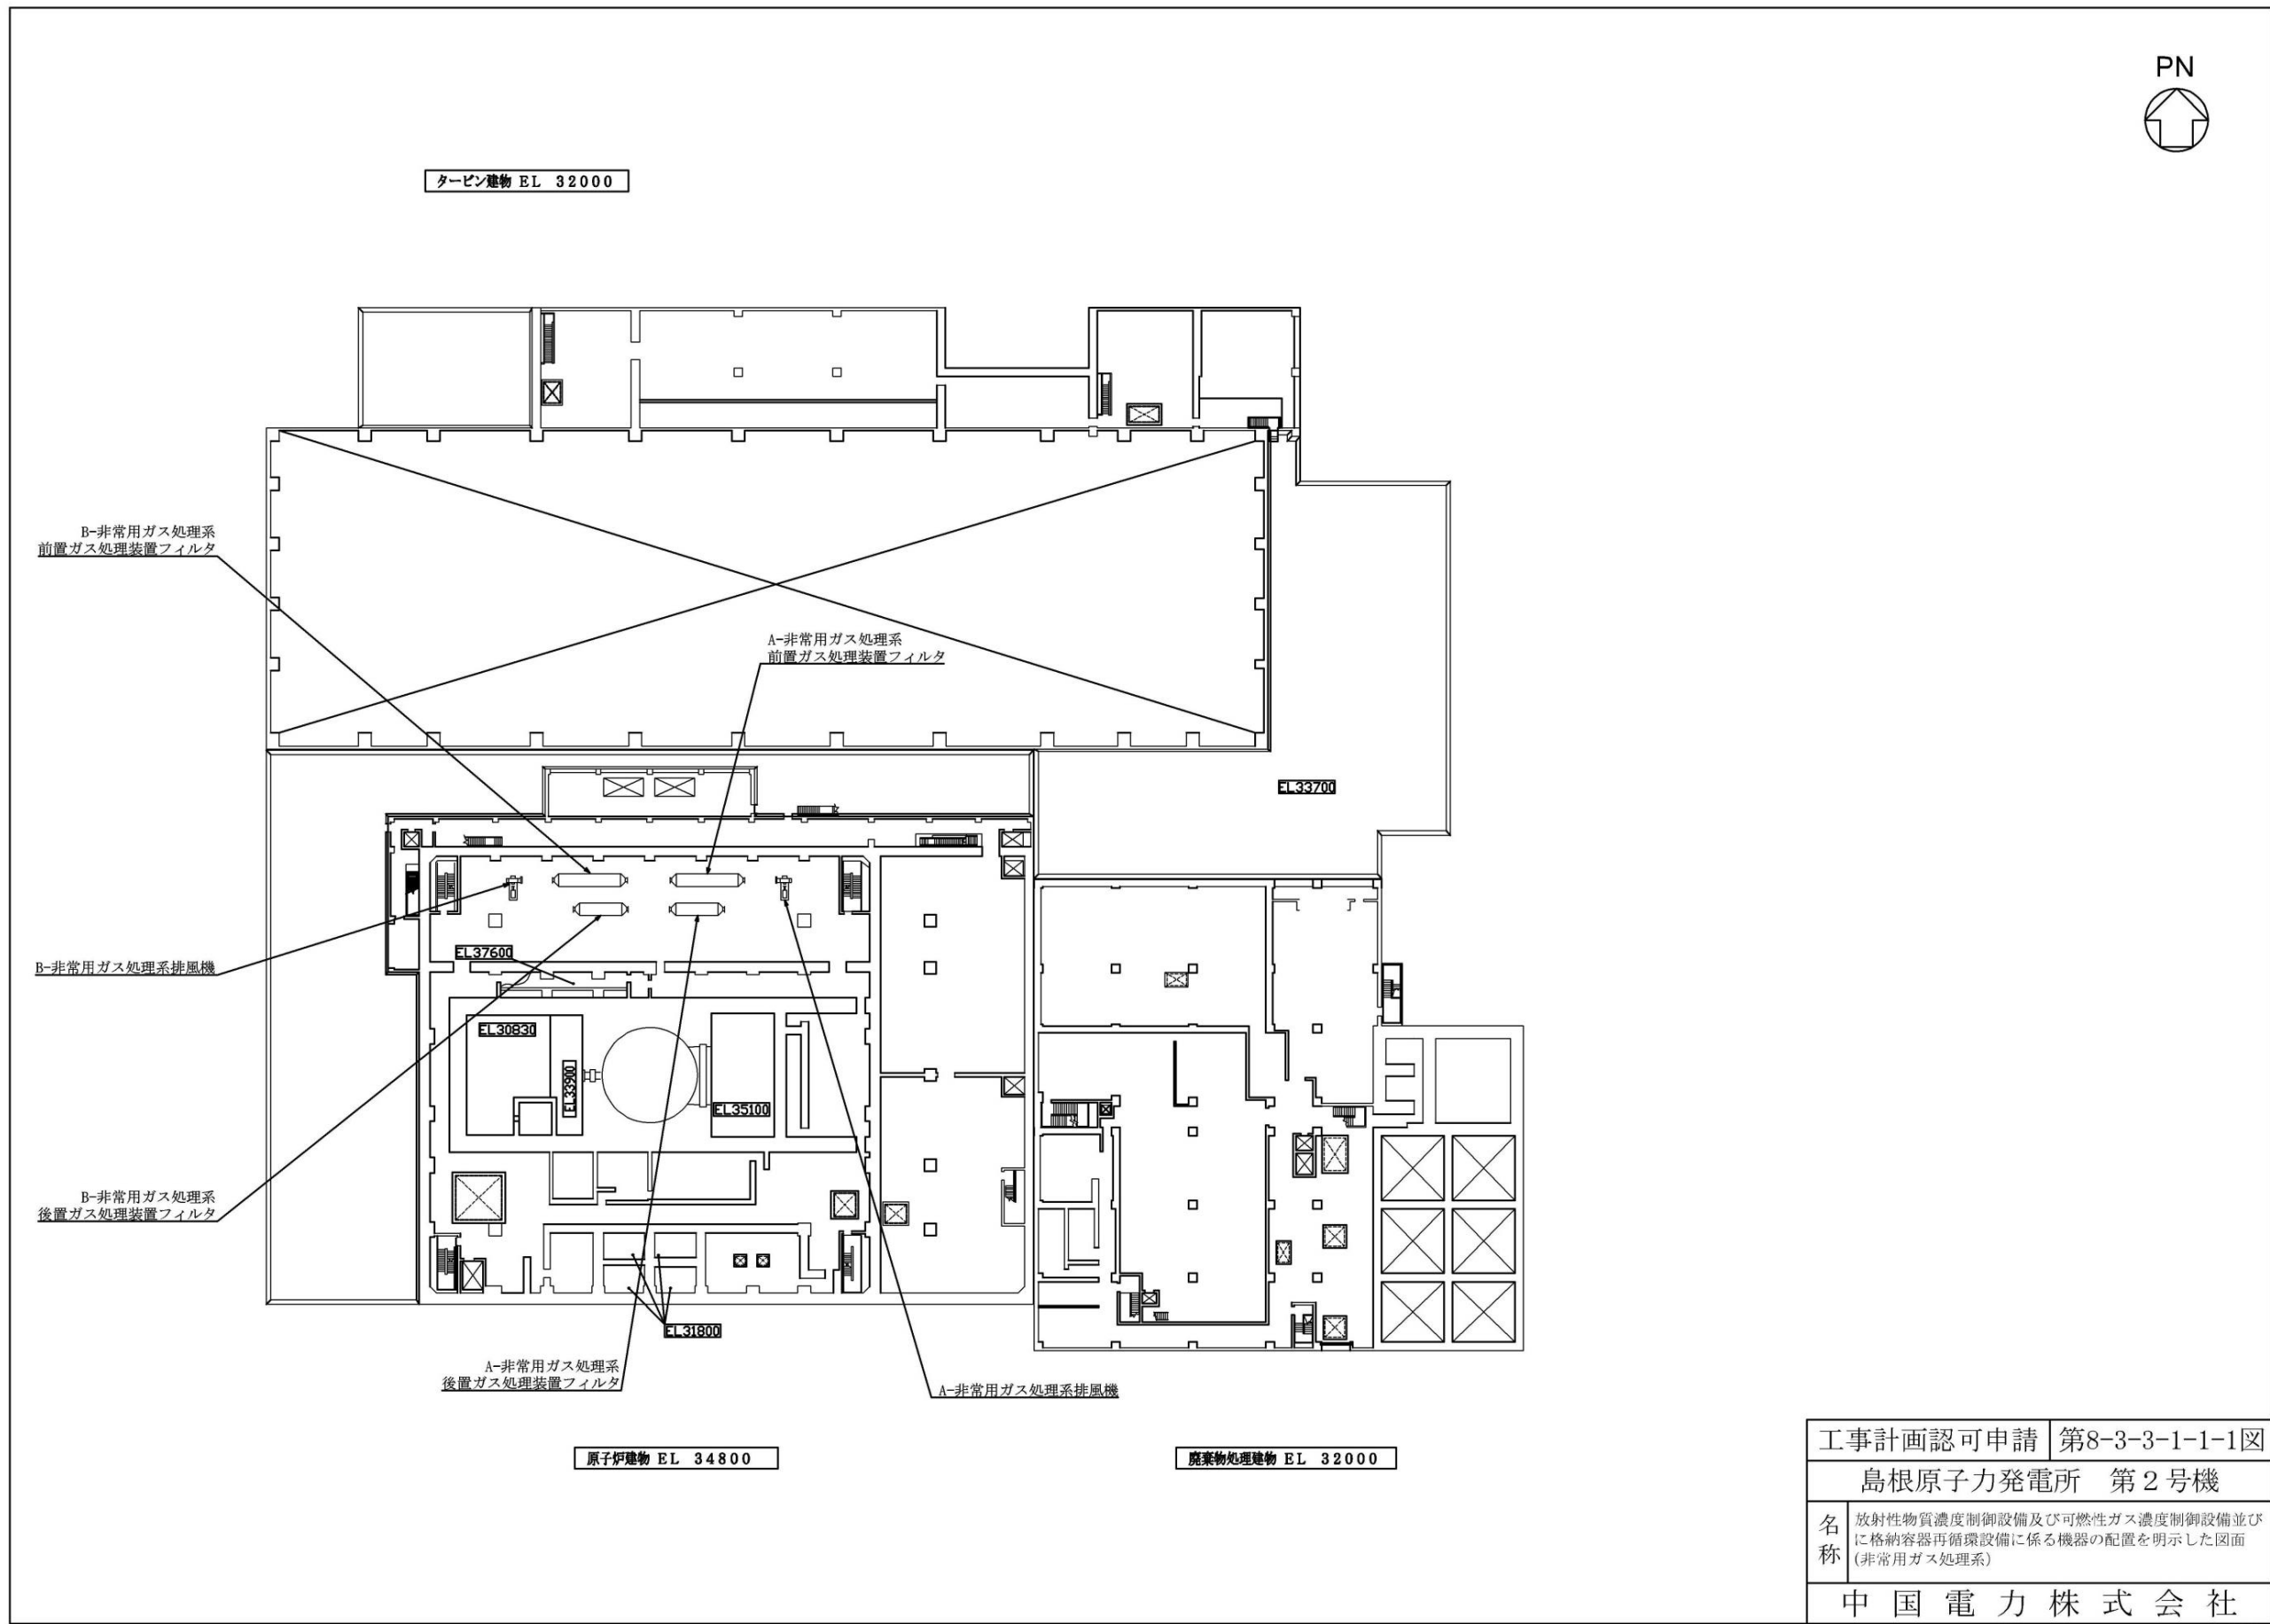 PN
タービン建物 EL 32000
B-非常用ガス処理系
前置ガス処理装置フィルタ
A-非常用ガス処理系
前置ガス処理装置フィルタ
EL33700
EL37600
B-非常用ガス処理系排風機
EL30830
EL33900
EL35100
B-非常用ガス処理系
後置ガス処理装置フィルタ
EL31800
A-非常用ガス処理系
後置ガス処理装置フィルタ
A-非常用ガス処理系排風機
原子炉建物 EL 34800
廃棄物処理建物 EL 32000
工事計画認可申請 第8-3-3-1-1-1図
島根原子力発電所 第2号機
名称
放射性物質濃度制御設備及び可燃性ガス濃度制御設備並び
に格納容器再循環設備に係る機器の配置を明示した図面
(非常用ガス処理系)
中国電力株式会社